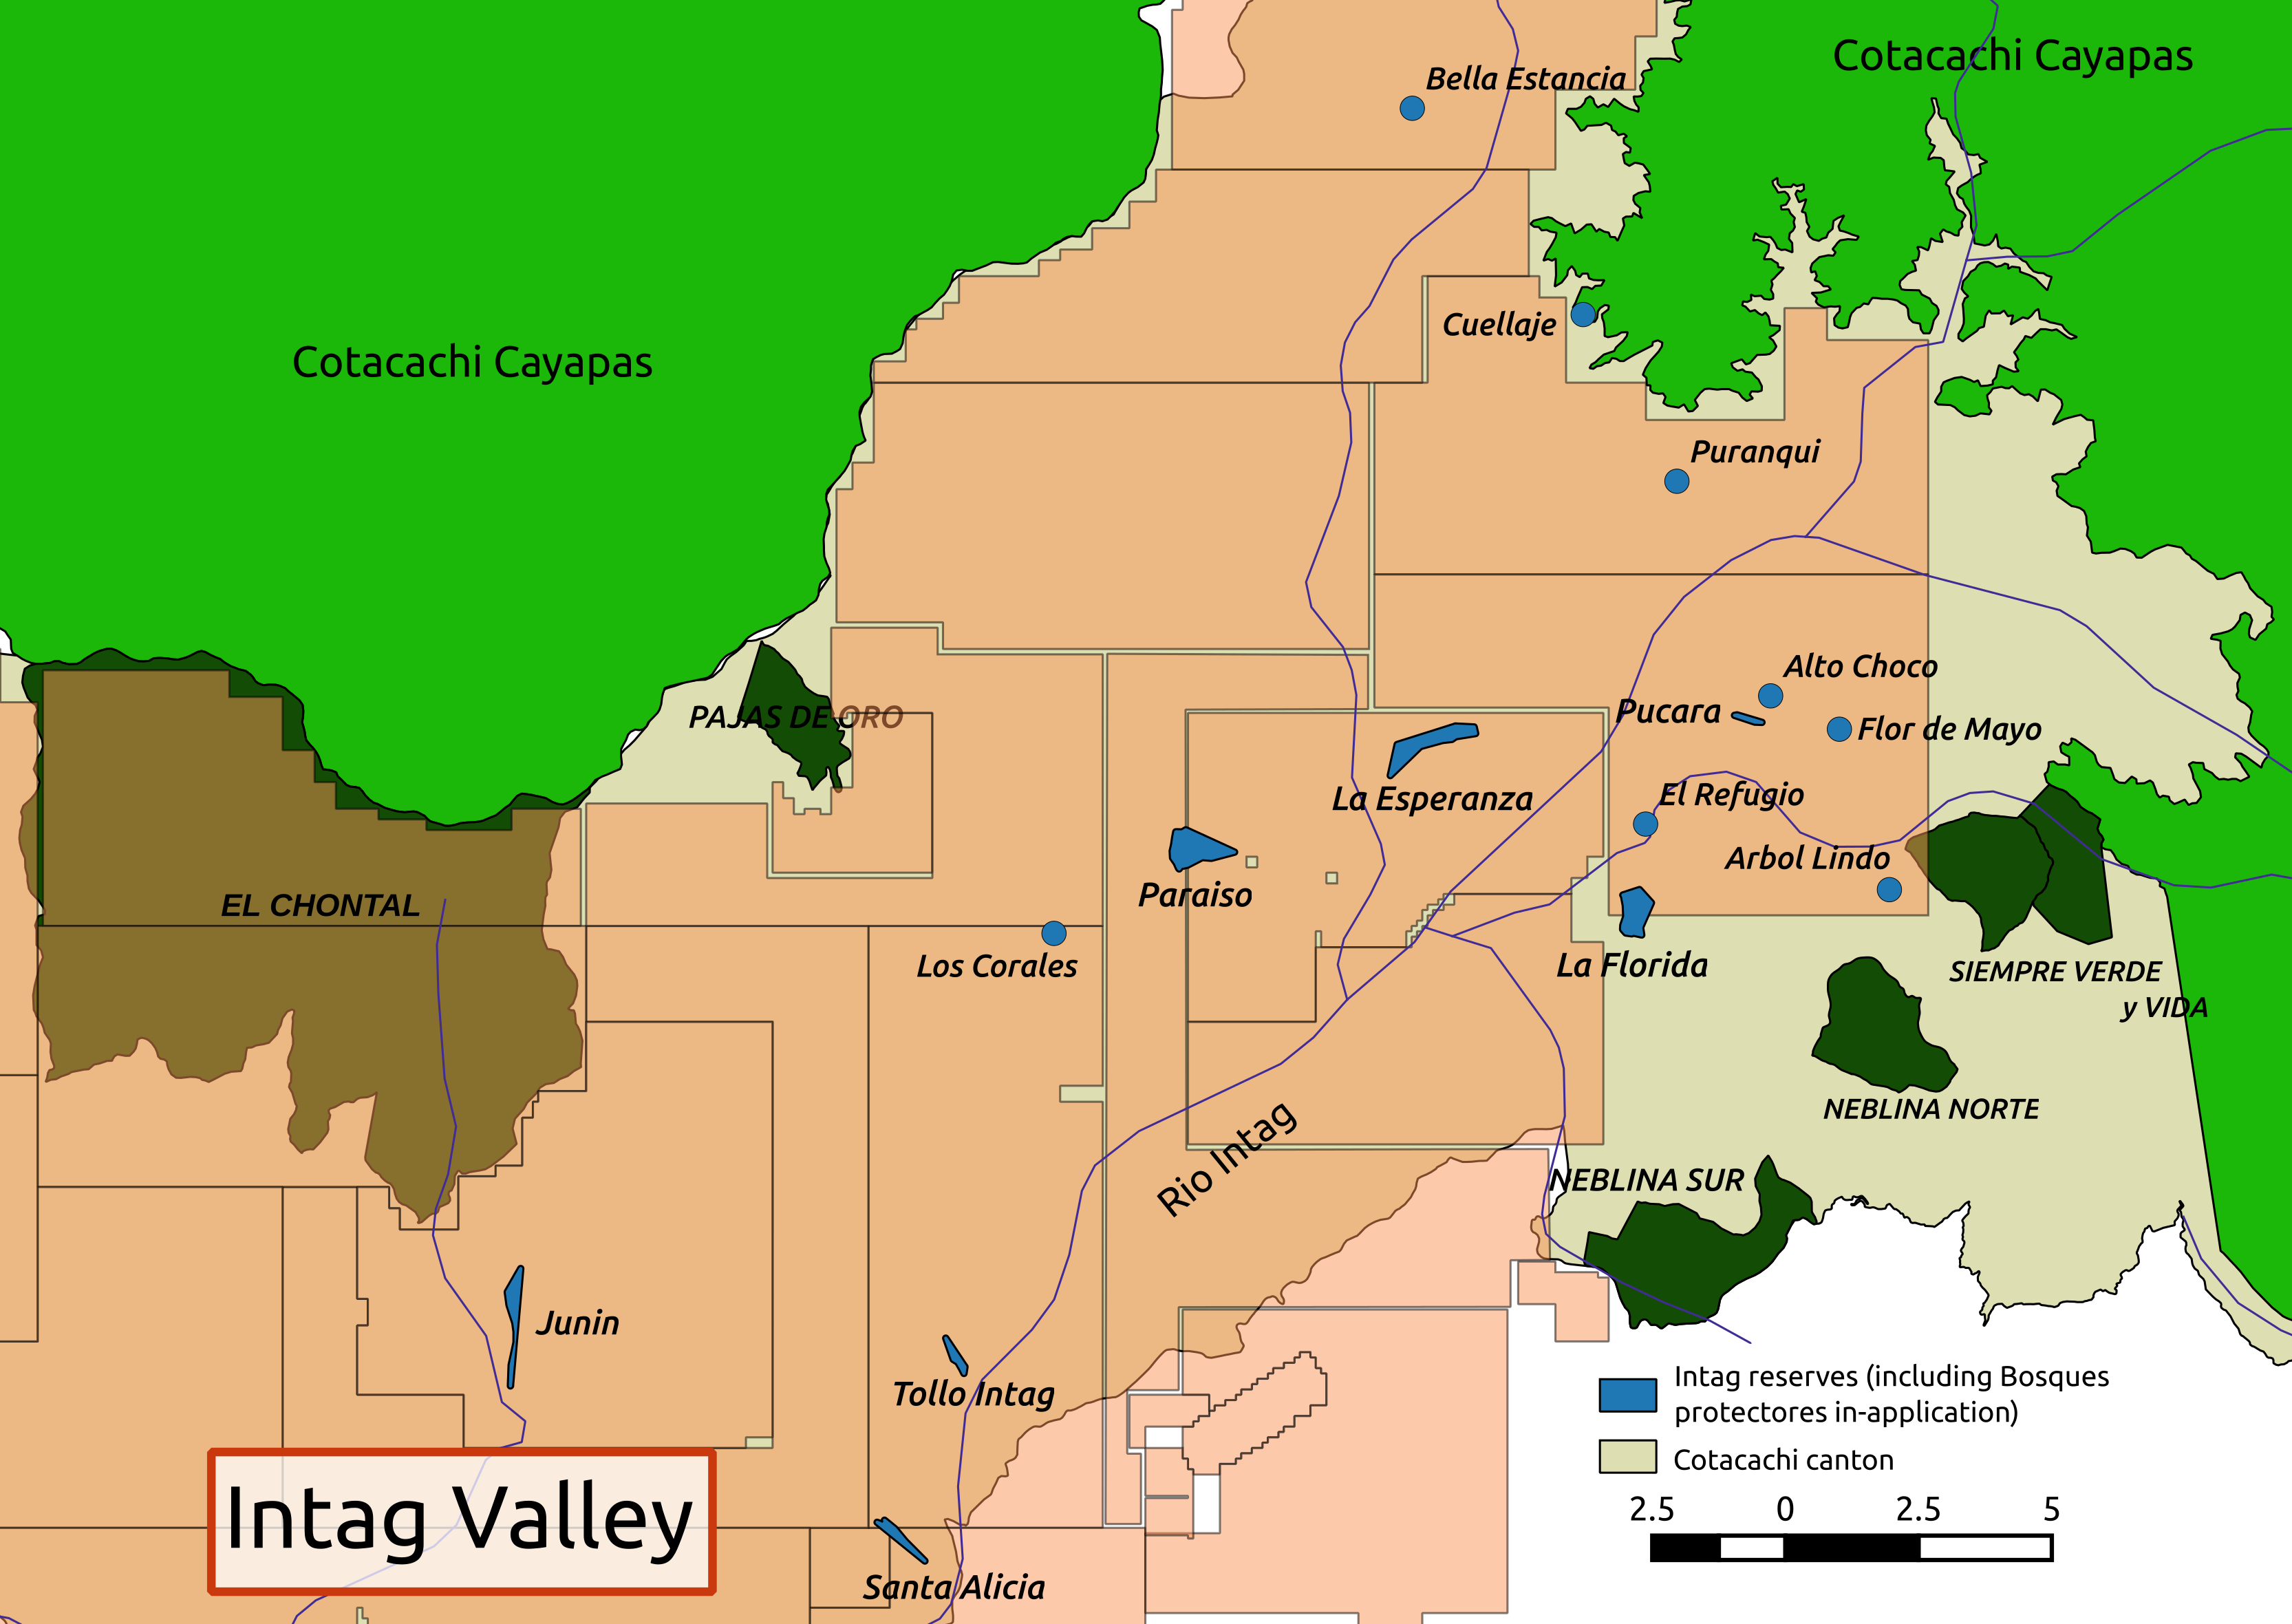 Cotacachi Cayapas
Bella Estancia
Cuellaje
Cotacachi Cayapas
Puranqui
Alto Choco
Pucara
PAJAS DE ORO
Flor de Mayo
La Esperanza
El Refugio
Arbol Lindo
Paraiso
EL CHONTAL
Los Corales
La Florida
SIEMPRE VERDE
y VIDA
NEBLINA NORTE
Rio Intag
NEBLINA SUR
Junin
Tollo Intag
Intag reserves (including Bosques
protectores in-application)
Cotacachi canton
Intag Valley
2.5 0 2.5 5
Santa Alicia